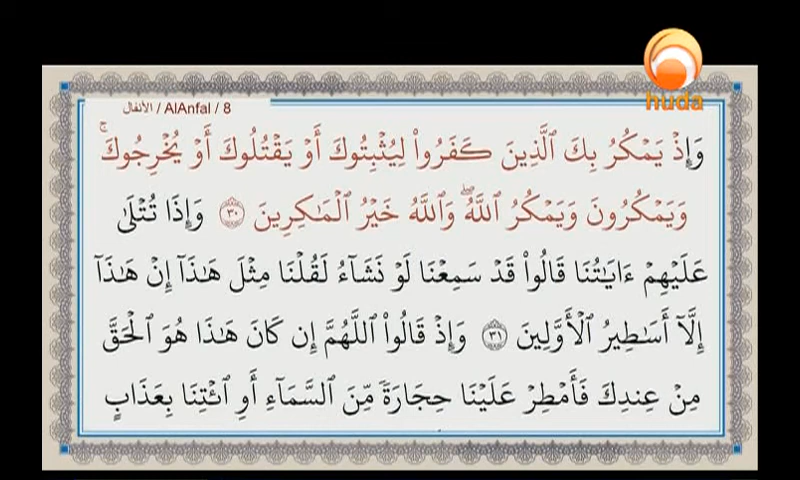 huda
الأنفال / AlAnfal / 8
وَإِذْ يَمْكُرُ بِكَ ٱلَّذِينَ كَفَرُوا۟ لِيُثْبِتُوكَ أَوْ يَقْتُلُوكَ أَوْ يُخْرِجُوكَ ۚ
وَيَمْكُرُونَ وَيَمْكُرُ ٱللَّهُ ۖ وَٱللَّهُ خَيْرُ ٱلْمَـٰكِرِينَ ٣٠ وَإِذَا تُتْلَىٰ
عَلَيْهِمْ ءَايَـٰتُنَا قَالُوا۟ قَدْ سَمِعْنَا لَوْ نَشَآءُ لَقُلْنَا مِثْلَ هَـٰذَآ إِنْ هَـٰذَآ
إِلَّآ أَسَـٰطِيرُ ٱلْأَوَّلِينَ ٣١ وَإِذْ قَالُوا۟ ٱللَّهُمَّ إِن كَانَ هَـٰذَا هُوَ ٱلْحَقَّ
مِنْ عِندِكَ فَأَمْطِرْ عَلَيْنَا حِجَارَةً مِّنَ ٱلسَّمَآءِ أَوِ ٱئْتِنَا بِعَذَابٍ